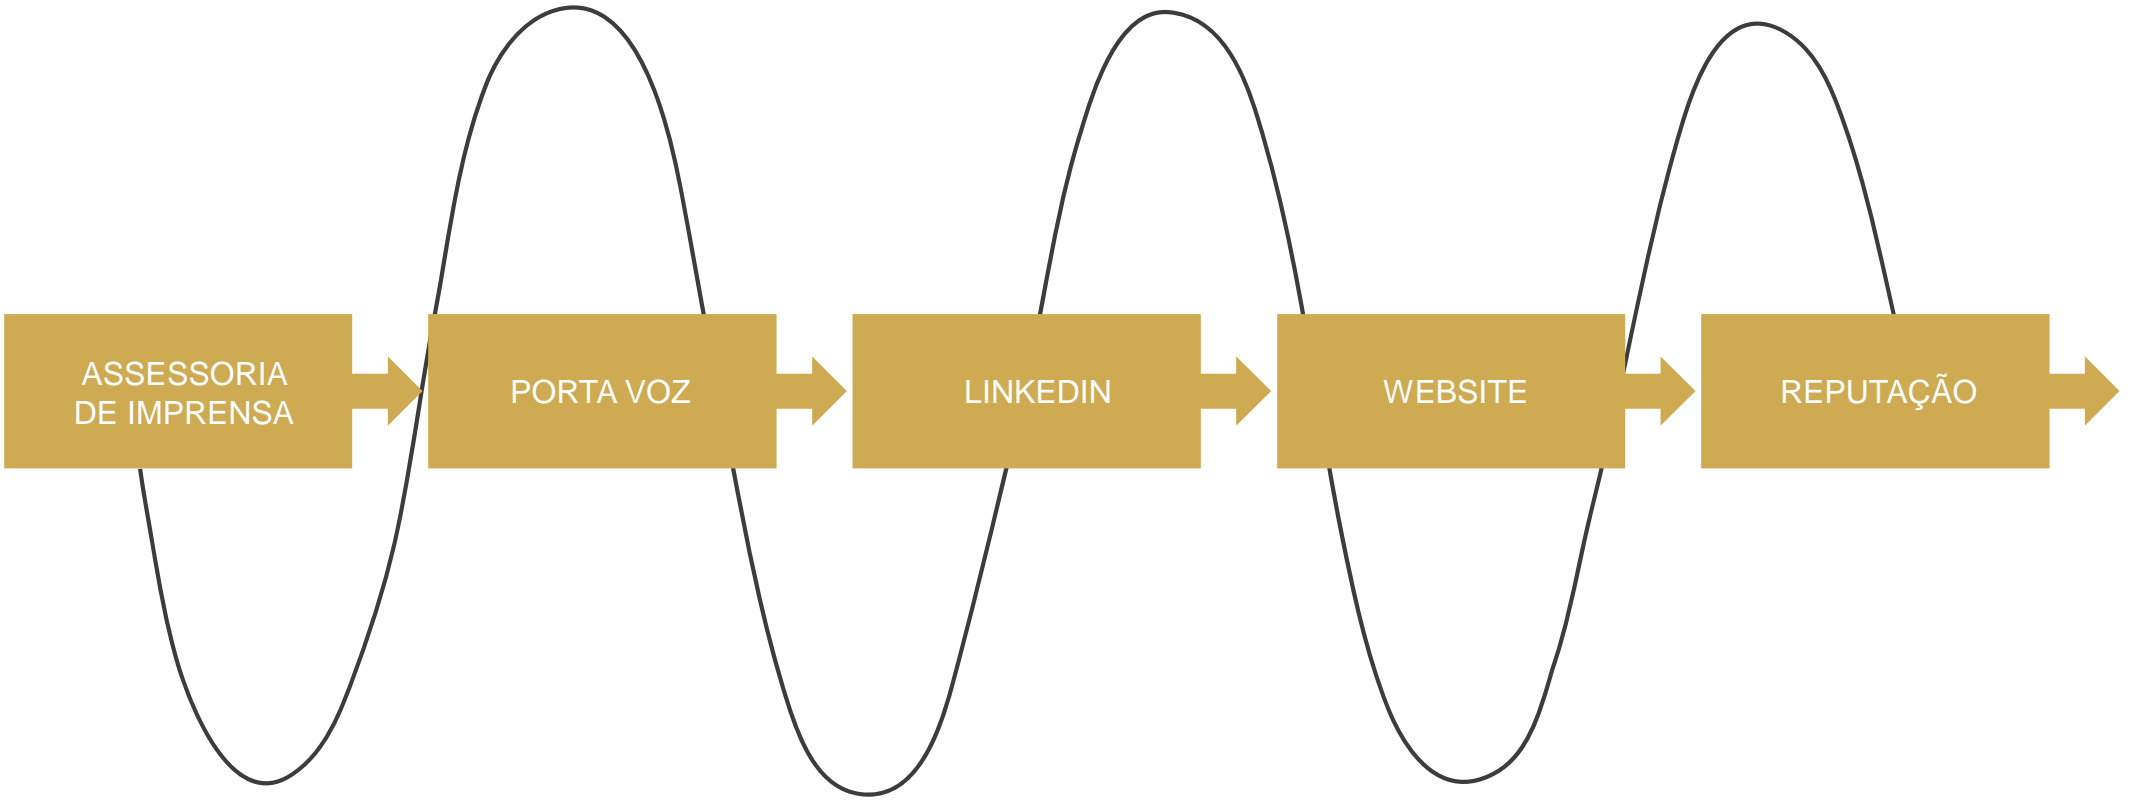 ASSESSORIA
DE IMPRENSA
PORTA VOZ
LINKEDIN
WEBSITE
REPUTAÇÃO